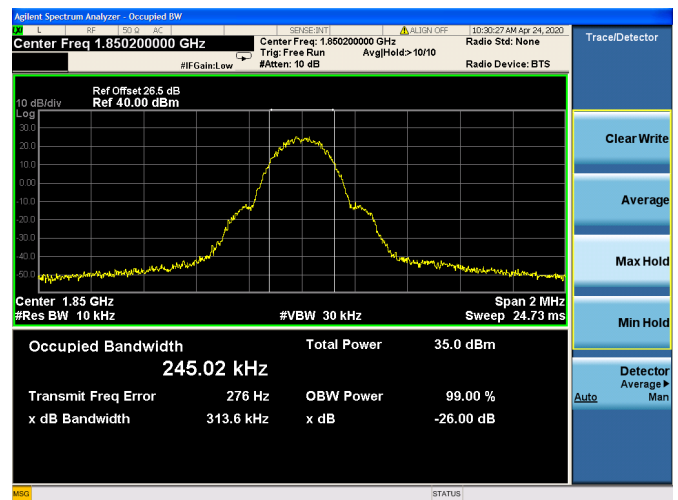 Agilent Spectrum Analyzer - Occupied BW
L RF 50 Ω AC SENSE:INT ALIGN OFF 10:30:27 AM Apr 24, 2020
Center Freq 1.850200000 GHz Center Freq: 1.850200000 GHz Radio Std: None
Trig: Free Run Avg|Hold:> 10/10
#IFGain:Low #Atten: 10 dB Radio Device: BTS
Trace/Detector
Ref Offset 26.5 dB
10 dB/div Ref 40.00 dBm
Log
30.0
20.0
10.0
0.00
-10.0
-20.0
-30.0
-40.0
-50.0
Center 1.85 GHz Span 2 MHz
#Res BW 10 kHz #VBW 30 kHz Sweep 24.73 ms
Occupied Bandwidth Total Power 35.0 dBm
245.02 kHz
Transmit Freq Error 276 Hz OBW Power 99.00 %
x dB Bandwidth 313.6 kHz x dB -26.00 dB
Clear Write
Average
Max Hold
Min Hold
Detector
Average
Auto Man
MSG STATUS